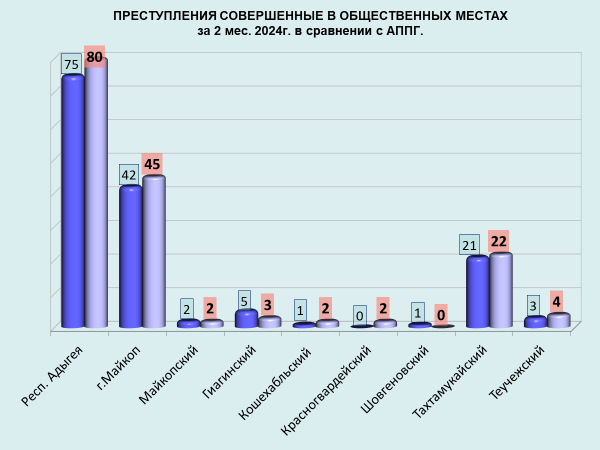 ПРЕСТУПЛЕНИЯ СОВЕРШЕННЫЕ В ОБЩЕСТВЕННЫХ МЕСТАХ
за 2 мес. 2024г. в сравнении с АППГ.
75 80
42 45
2 2
5 3
1 2
0 2
1 0
21 22
3 4
Респ. Адыгея
г.Майкоп
Майкопский
Гиагинский
Кошехабльский
Красногвардейский
Шовгеновский
Тахтамукайский
Теучежский